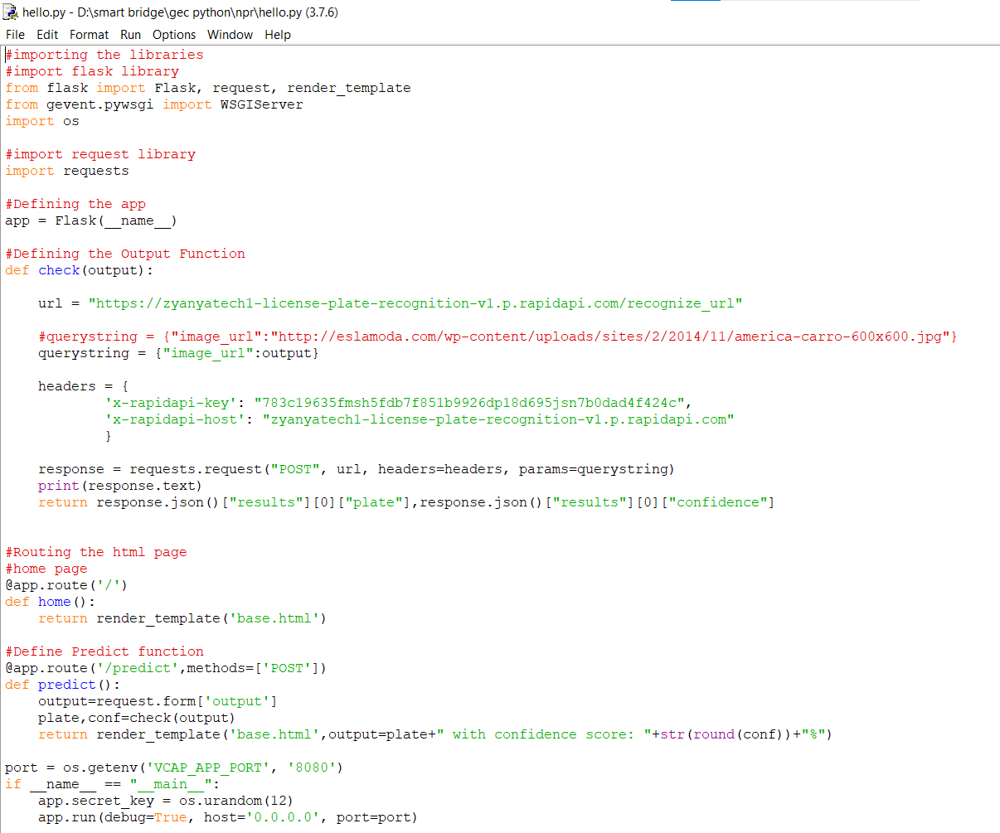 hello.py - D:\smart bridge\gec python\npr\hello.py (3.7.6)
File Edit Format Run Options Window Help
#importing the libraries
#import flask library
from flask import Flask, request, render_template
from gevent.pywsgi import WSGIServer
import os
#import request library
import requests
#Defining the app
app = Flask(__name__)
#Defining the Output Function
def check(output):
    url = "https://zyanyatech1-license-plate-recognition-v1.p.rapidapi.com/recognize_url"
    #querystring = {"image_url":"http://eslamoda.com/wp-content/uploads/sites/2/2014/11/america-carro-600x600.jpg"}
    querystring = {"image_url":output}
    headers = {
            'x-rapidapi-key': "783c19635fmsh5fdb7f851b9926dp18d695jsn7b0dad4f424c",
            'x-rapidapi-host': "zyanyatech1-license-plate-recognition-v1.p.rapidapi.com"
            }
    response = requests.request("POST", url, headers=headers, params=querystring)
    print(response.text)
    return response.json()["results"][0]["plate"],response.json()["results"][0]["confidence"]
#Routing the html page
#home page
@app.route('/')
def home():
    return render_template('base.html')
#Define Predict function
@app.route('/predict',methods=['POST'])
def predict():
    output=request.form['output']
    plate,conf=check(output)
    return render_template('base.html',output=plate+" with confidence score: "+str(round(conf))+"%")
port = os.getenv('VCAP_APP_PORT', '8080')
if __name__ == "__main__":
    app.secret_key = os.urandom(12)
    app.run(debug=True, host='0.0.0.0', port=port)